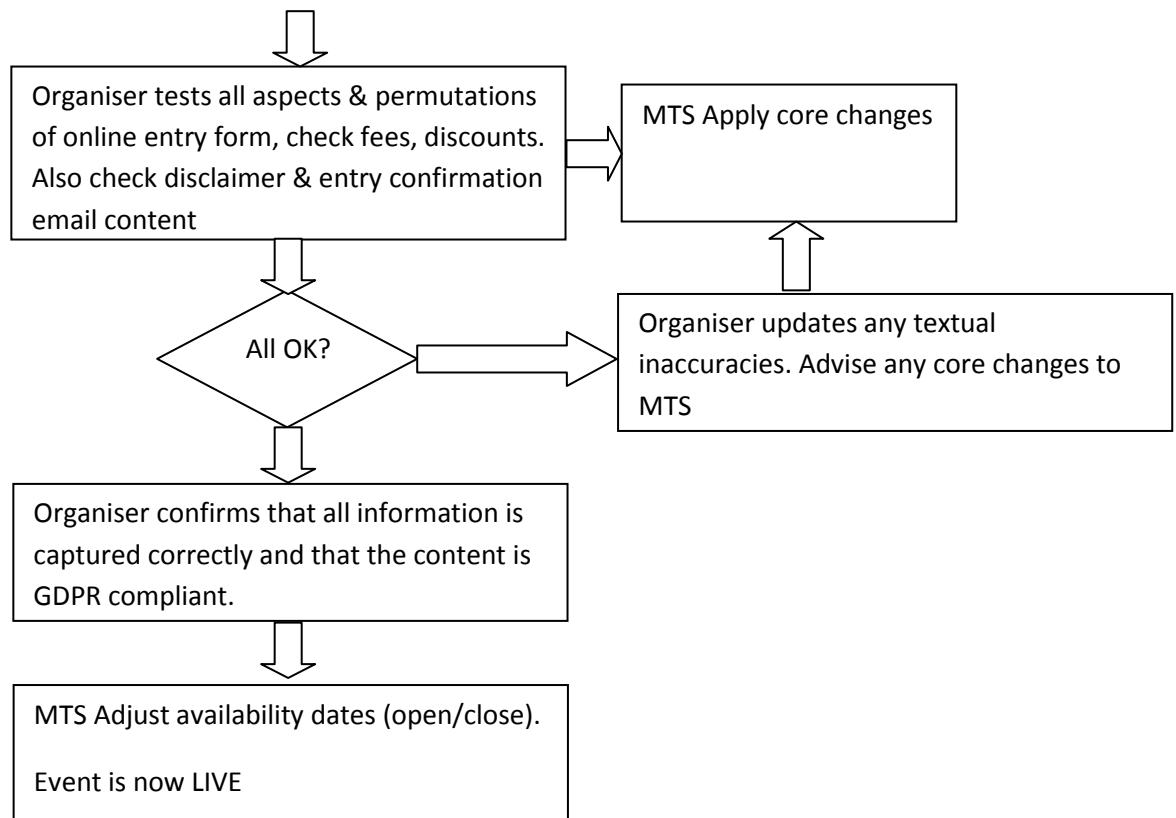 Organiser tests all aspects & permutations
of online entry form, check fees, discounts.
Also check disclaimer & entry confirmation
email content
MTS Apply core changes
All OK?
Organiser updates any textual
inaccuracies. Advise any core changes to
MTS
Organiser confirms that all information is
captured correctly and that the content is
GDPR compliant.
MTS Adjust availability dates (open/close).
Event is now LIVE